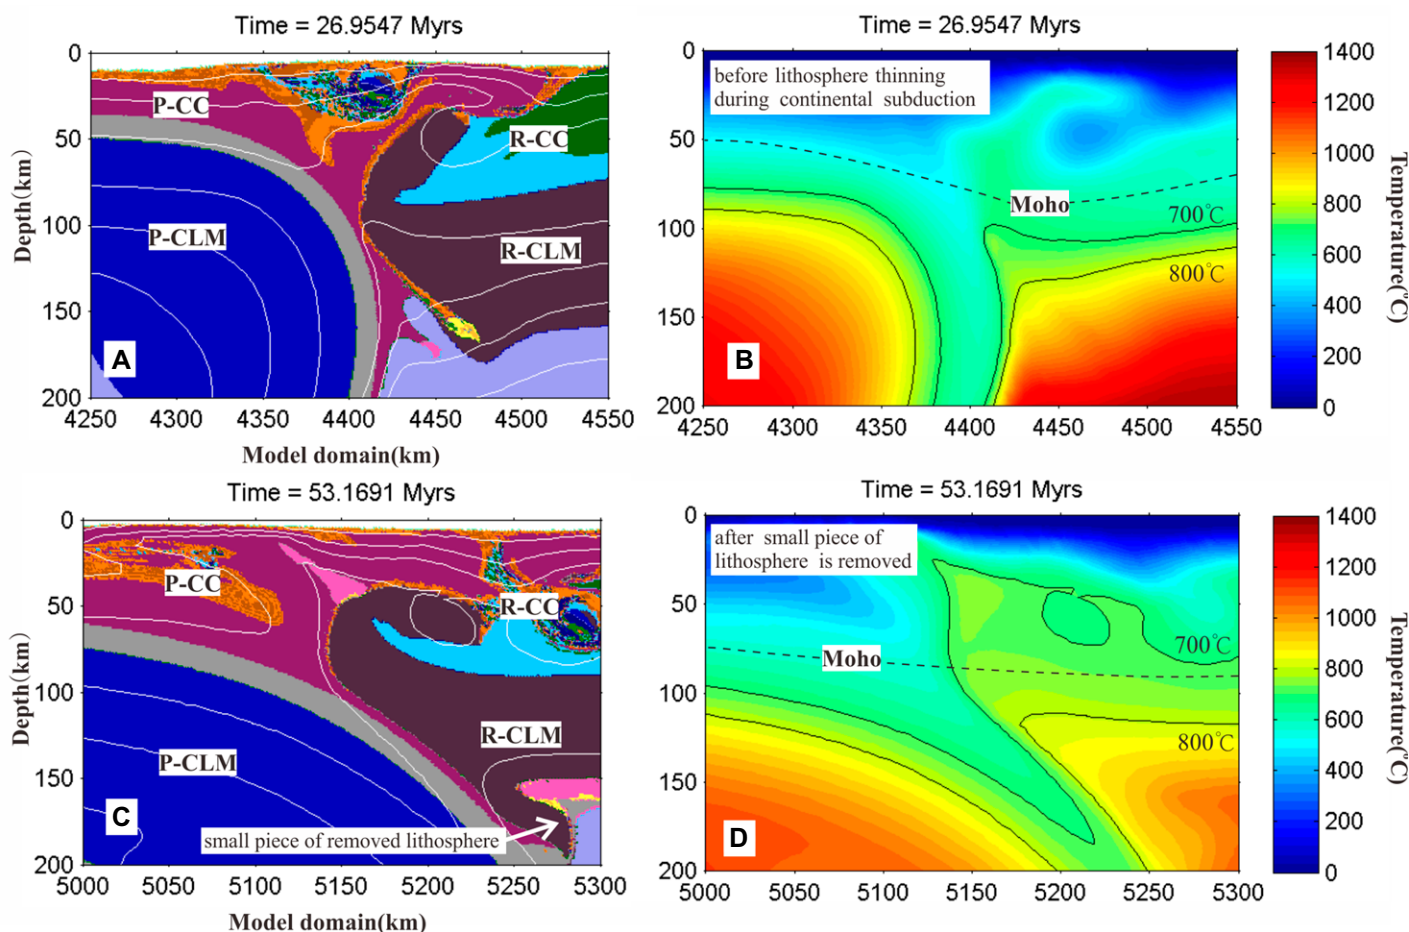 Time = 26.9547 Myrs
0
50
100
150
200
Depth(km)
P-CC
R-CC
P-CLM
R-CLM
A
4250 4300 4350 4400 4450 4500 4550
Model domain(km)
Time = 26.9547 Myrs
before lithosphere thinning
during continental subduction
0
50
100
150
200
Moho
700℃
800℃
B
4250 4300 4350 4400 4450 4500 4550
1400
1200
1000
800
600
400
200
0
Temperature(℃)
Time = 53.1691 Myrs
0
50
100
150
200
Depth(km)
P-CC
R-CC
R-CLM
P-CLM
C
small piece of removed lithosphere
5000 5050 5100 5150 5200 5250 5300
Model domain(km)
Time = 53.1691 Myrs
after small piece of
lithosphere is removed
0
50
100
150
200
Moho
700℃
800℃
D
5000 5050 5100 5150 5200 5250 5300
1400
1200
1000
800
600
400
200
0
Temperature(℃)